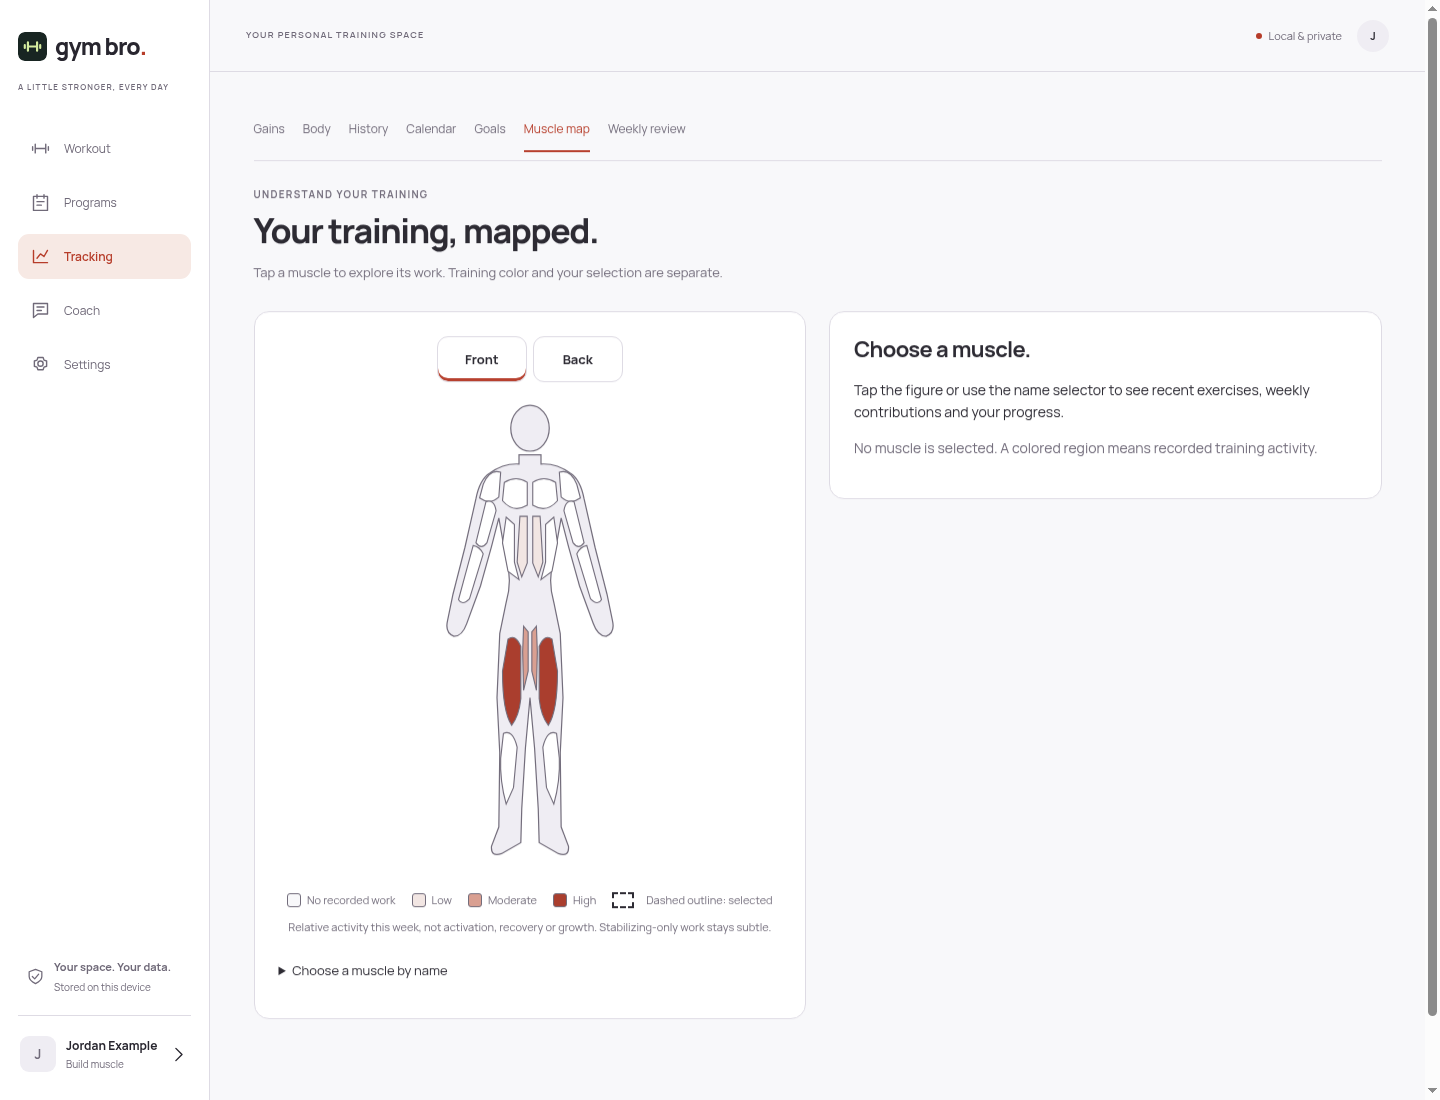 gym bro.
A LITTLE STRONGER, EVERY DAY
Workout
Programs
Tracking
Coach
Settings
Your space. Your data.
Stored on this device
J
Jordan Example
Build muscle
YOUR PERSONAL TRAINING SPACE
Local & private
J
Gains
Body
History
Calendar
Goals
Muscle map
Weekly review
UNDERSTAND YOUR TRAINING
Your training, mapped.
Tap a muscle to explore its work. Training color and your selection are separate.
Front
Back
No recorded work
Low
Moderate
High
Dashed outline: selected
Relative activity this week, not activation, recovery or growth. Stabilizing-only work stays subtle.
Choose a muscle by name
Choose a muscle.
Tap the figure or use the name selector to see recent exercises, weekly
contributions and your progress.
No muscle is selected. A colored region means recorded training activity.